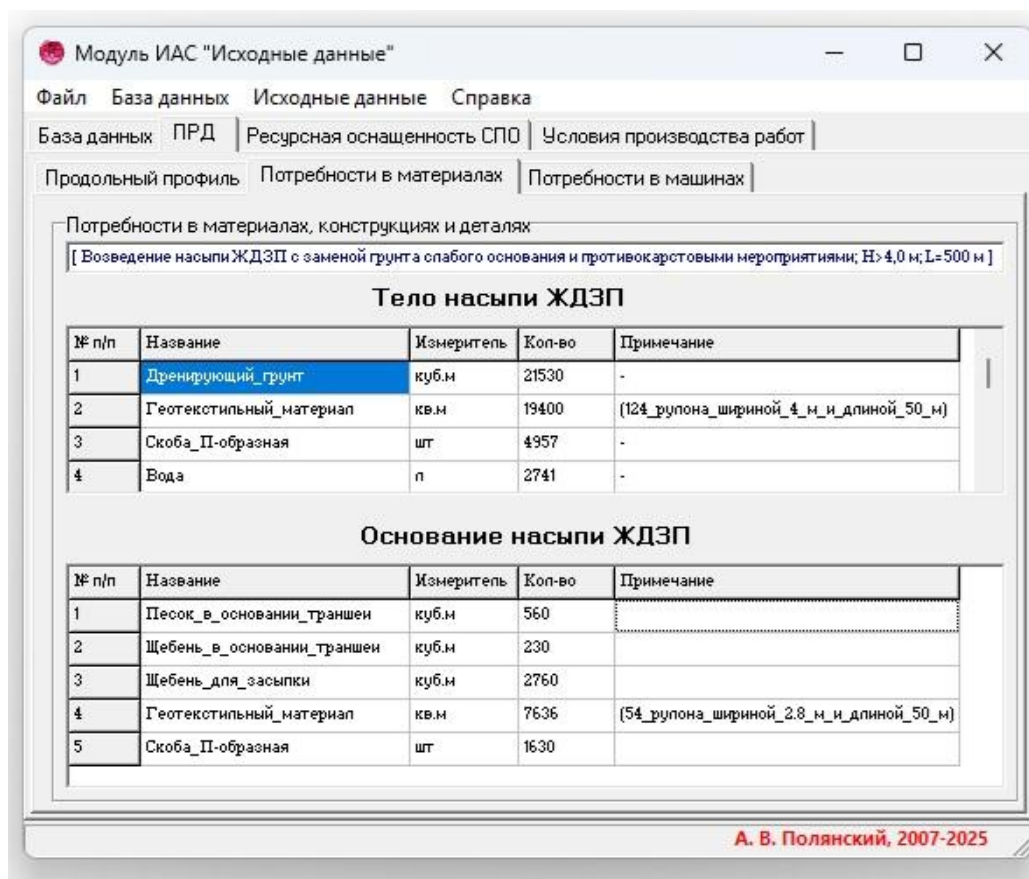 Модуль ИАС "Исходные данные"
Файл База данных Исходные данные Справка
База данных ПРД Ресурсная оснащенность СПО Условия производства работ
Продольный профиль Потребности в материалах Потребности в машинах
Потребности в материалах, конструкциях и деталях
[ Возведение насыпи ЖДЗП с заменой грунта слабого основания и противокарстовыми мероприятиями; H>4,0 м; L=500 м ]
Тело насыпи ЖДЗП
№ п/п Название Измеритель Кол-во Примечание
1 Дренирующий_грунт куб.м 21530 -
2 Геотекстильный_материал кв.м 19400 (124_рулона_шириной_4_м_и_длиной_50_м)
3 Скоба_П-образная шт 4957 -
4 Вода л 2741 -
Основание насыпи ЖДЗП
№ п/п Название Измеритель Кол-во Примечание
1 Песок_в_основании_траншеи куб.м 560
2 Щебень_в_основании_траншеи куб.м 230
3 Щебень_для_засыпки куб.м 2760
4 Геотекстильный_материал кв.м 7636 (54_рулона_шириной_2.8_м_и_длиной_50_м)
5 Скоба_П-образная шт 1630
А. В. Полянский, 2007-2025